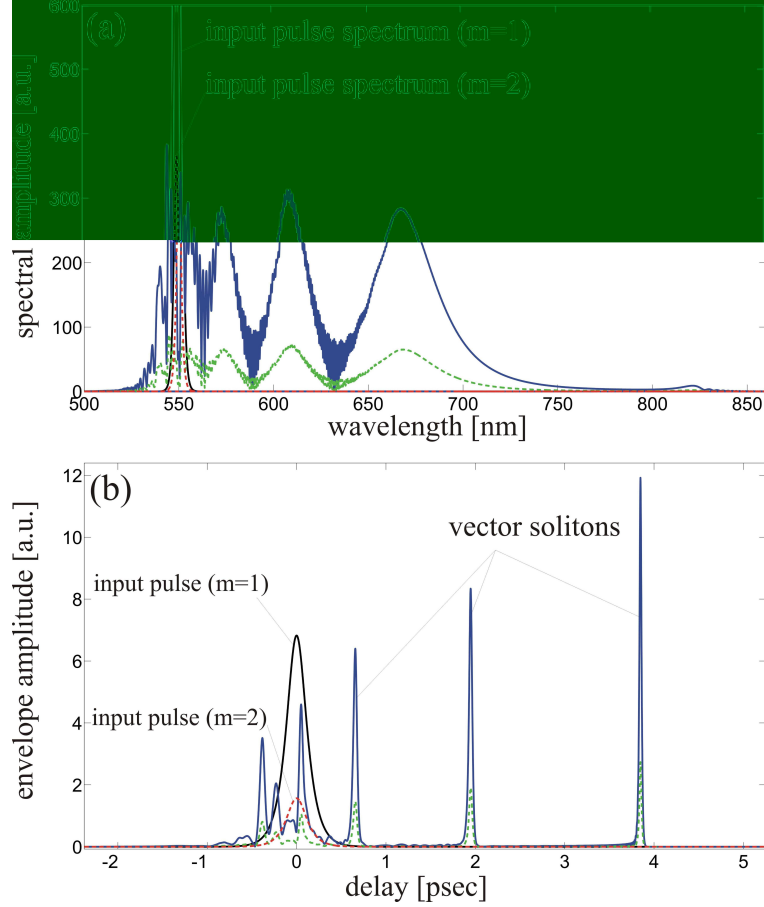 (a)
input pulse spectrum (m=1)
input pulse spectrum (m=2)
spectral amplitude [a.u.]
600
500
400
300
200
100
0
500
550
600
650
700
750
800
850
wavelength [nm]
(b)
vector solitons
input pulse (m=1)
input pulse (m=2)
envelope amplitude [a.u.]
12
10
8
6
4
2
0
-2
-1
0
1
2
3
4
5
delay [psec]